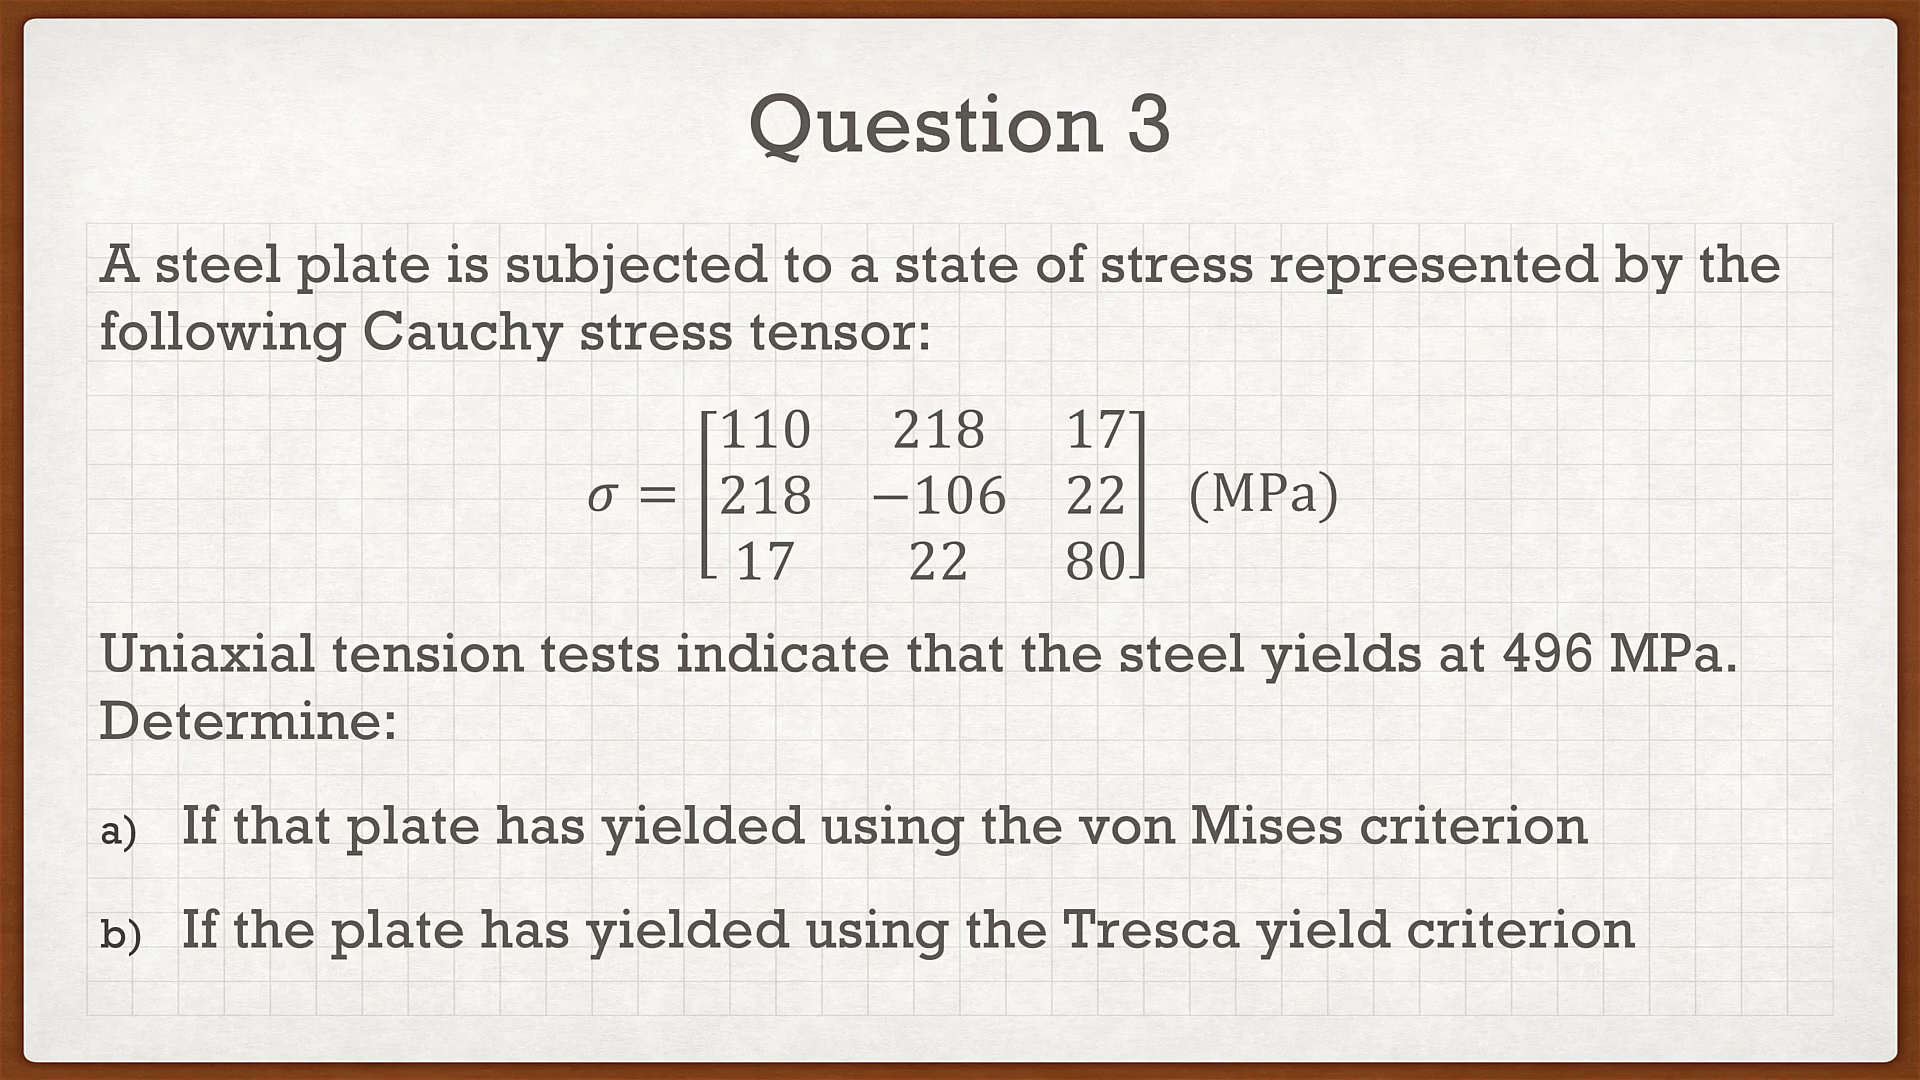 Question 3
A steel plate is subjected to a state of stress represented by the
following Cauchy stress tensor:
σ = [110 218 17
218 −106 22
17 22 80] (MPa)
Uniaxial tension tests indicate that the steel yields at 496 MPa.
Determine:
a) If that plate has yielded using the von Mises criterion
b) If the plate has yielded using the Tresca yield criterion